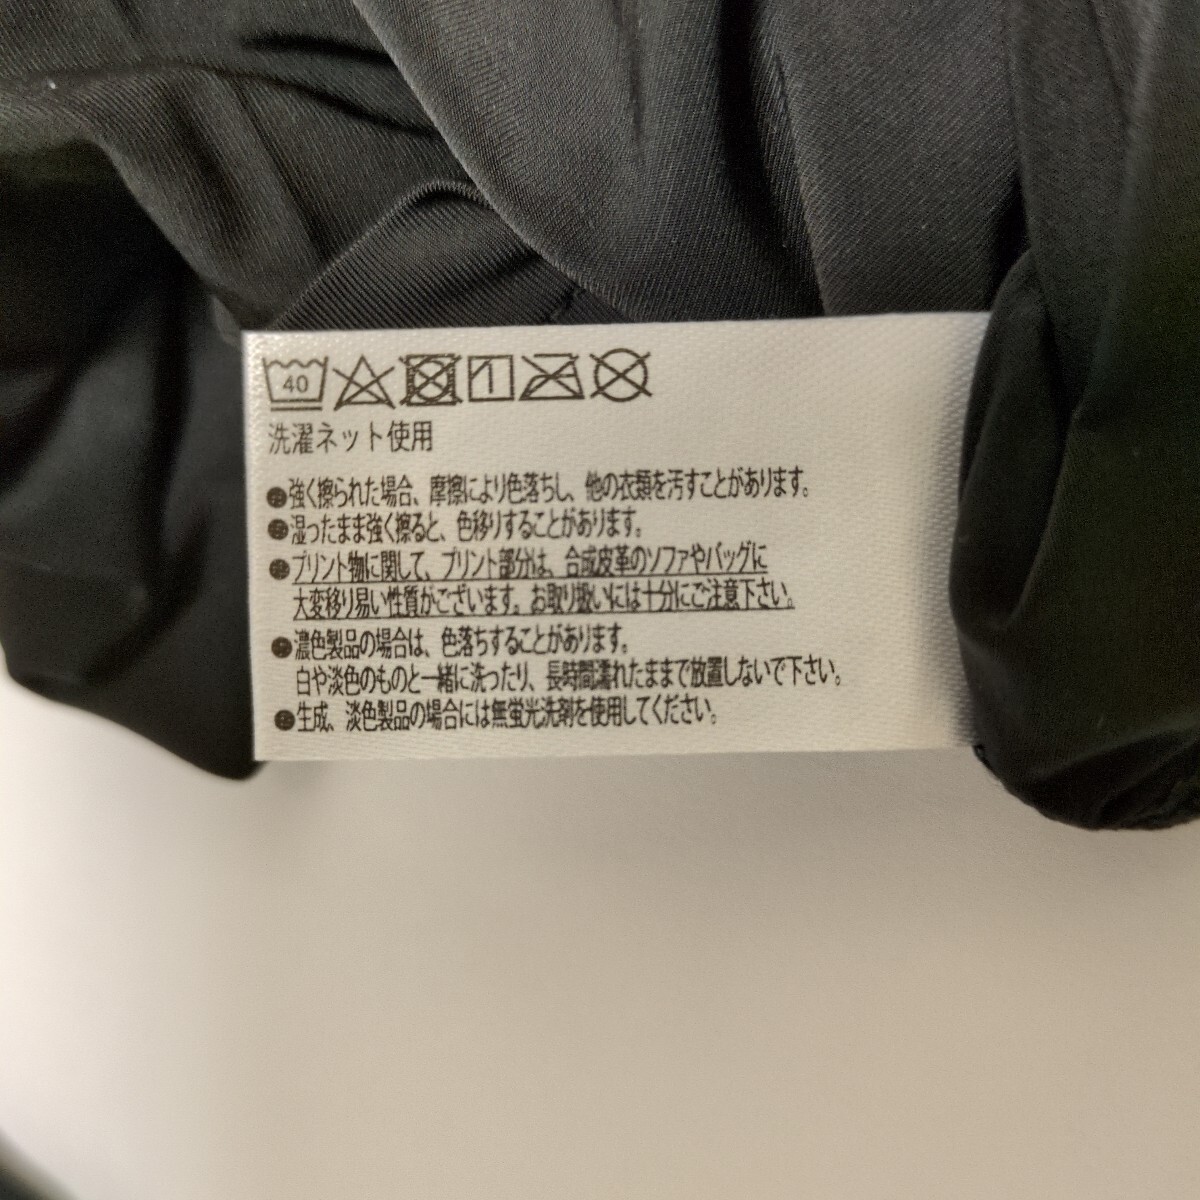 40
洗濯ネット使用
●強く擦られた場合、摩擦により色落ちし、他の衣類を汚すことがあります。
●湿ったまま強く擦ると、色移りすることがあります。
●プリント物に関して、プリント部分は、合成皮革のソファやバッグに
大変移り易い性質がございます。お取り扱いには十分にご注意下さい。
●濃色製品の場合は、色落ちすることがあります。
白や淡色のものと一緒に洗ったり、長時間濡れたままで放置しないで下さい。
●生成、淡色製品の場合には無蛍光洗剤を使用してください。